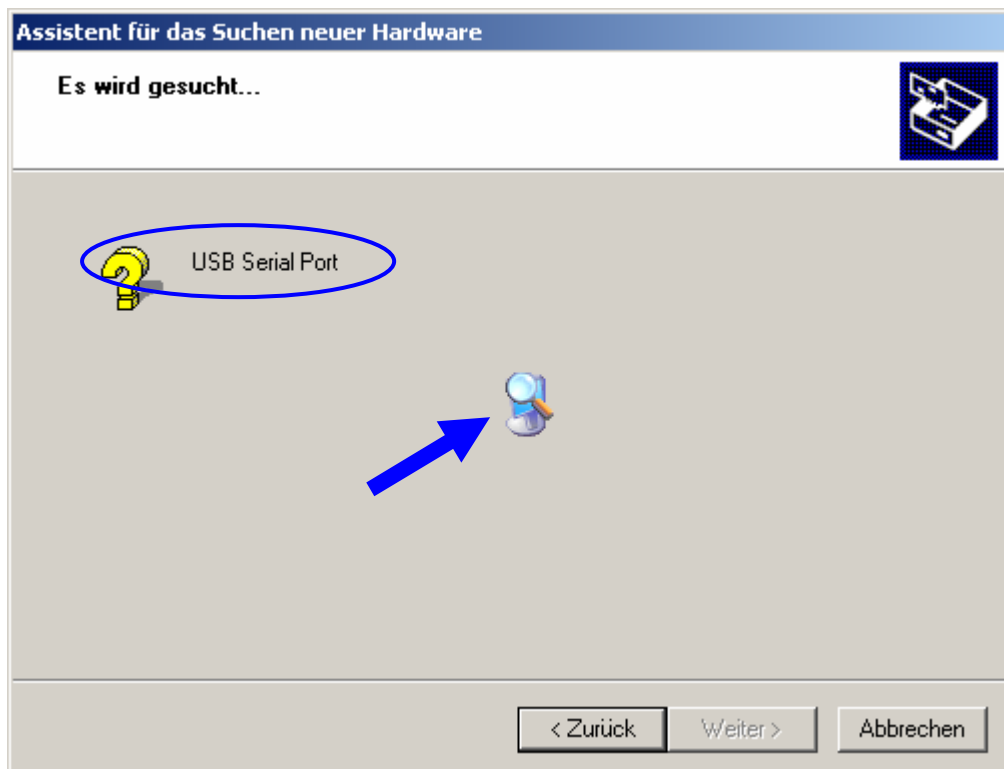 Assistent für das Suchen neuer Hardware
Es wird gesucht...
USB Serial Port
< Zurück Weiter > Abbrechen